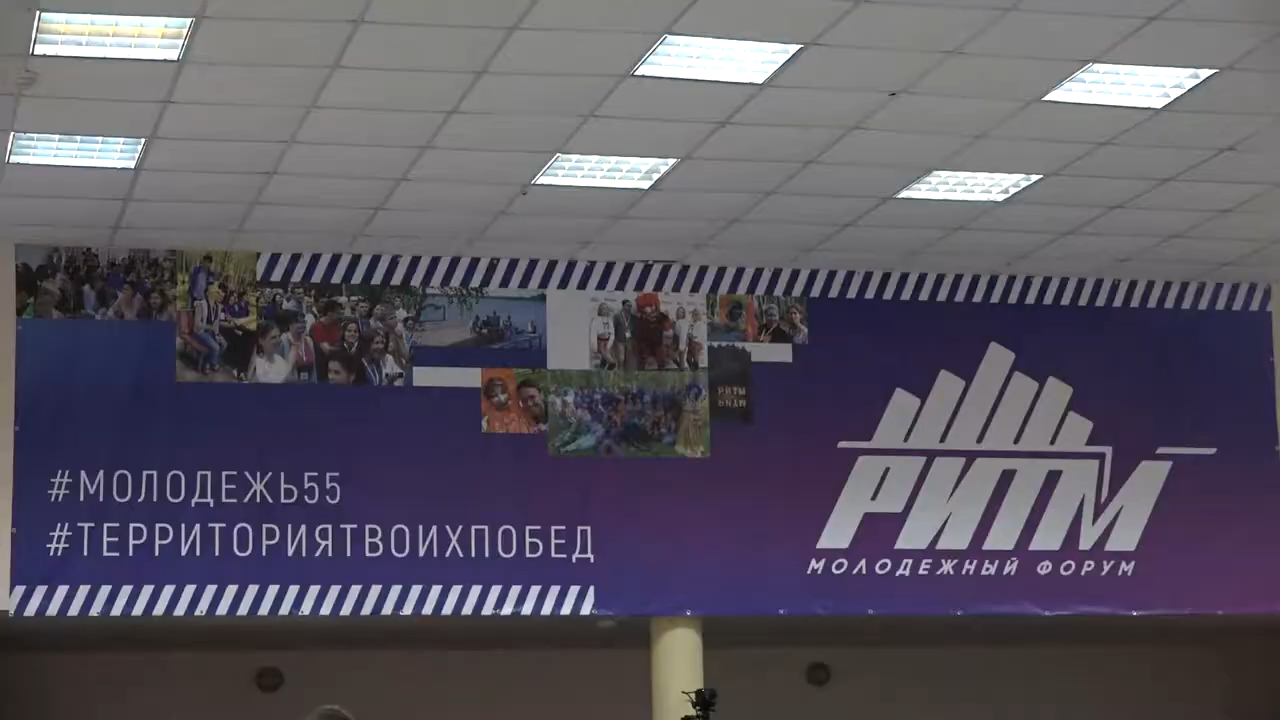 #МОЛОДЕЖЬ55
#ТЕРРИТОРИЯТВОИХПОБЕД
РИТМ
МОЛОДЕЖНЫЙ ФОРУМ